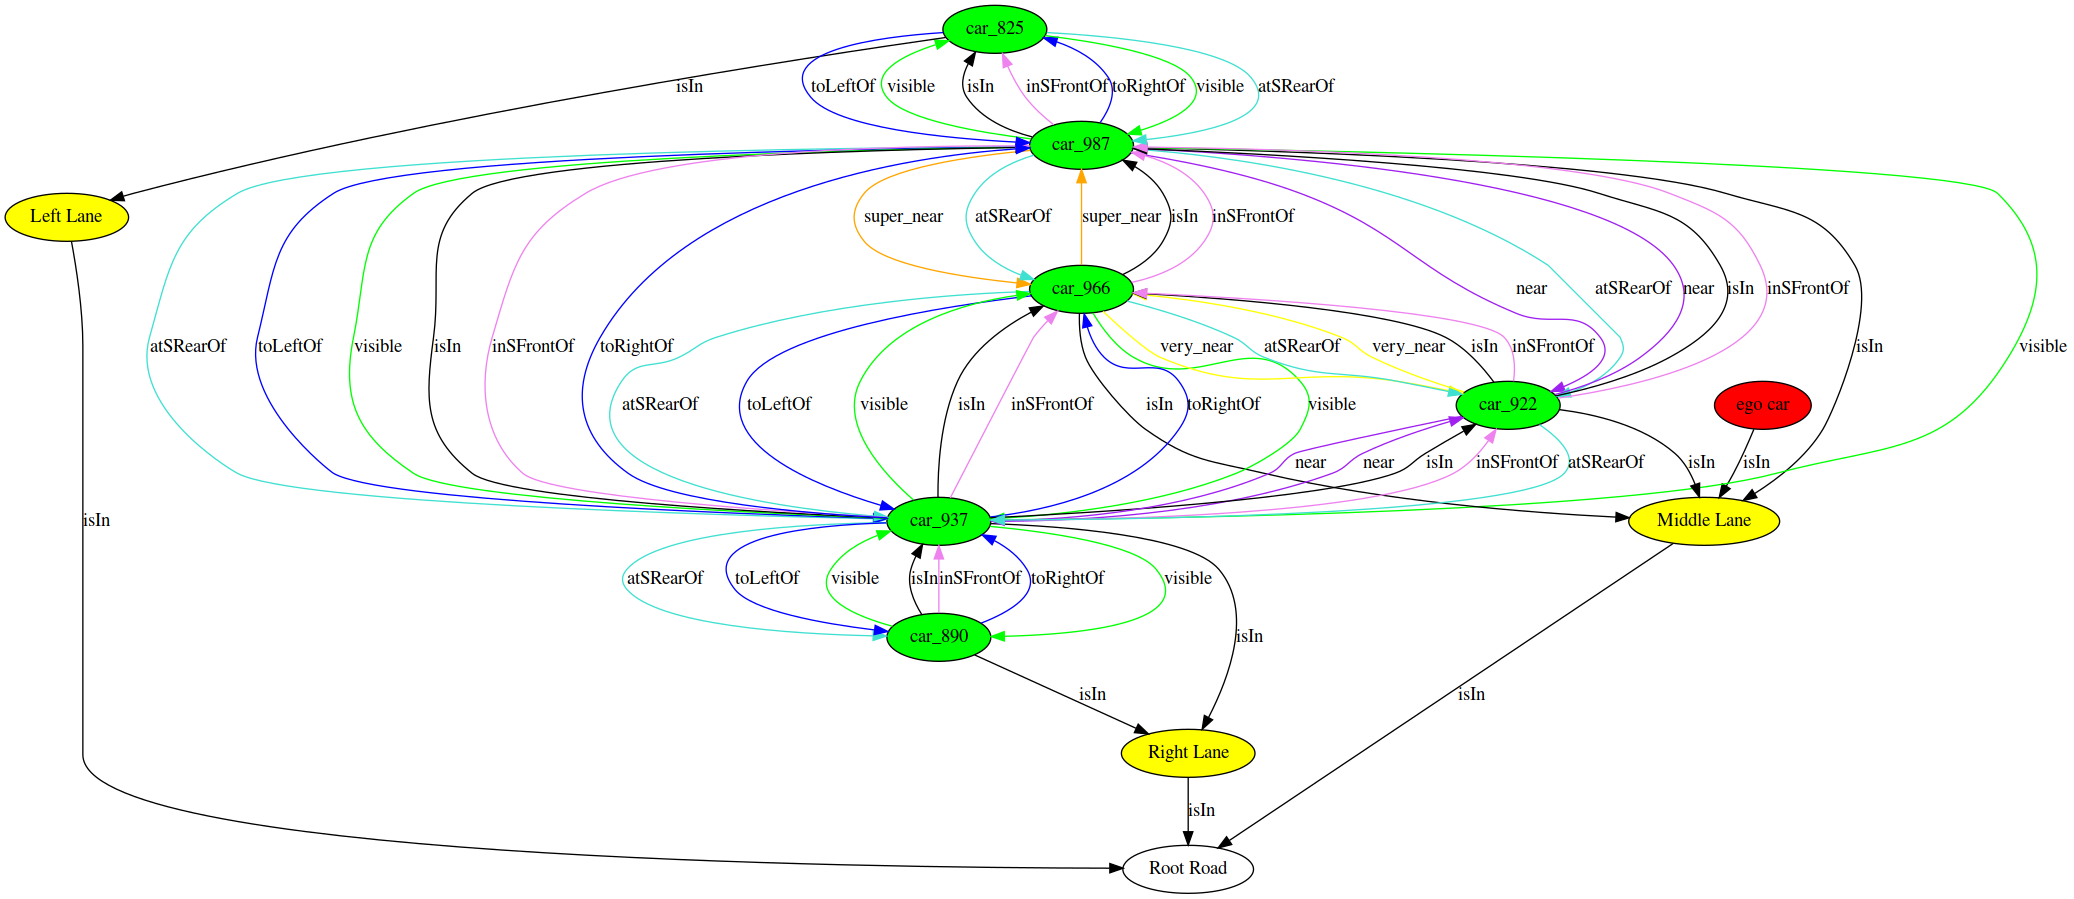 car_825
isIn toLeftOf visible isIn inSFrontOf toRightOf visible atSRearOf
car_987
Left Lane super_near atSRearOf super_near isIn inSFrontOf
car_966 near atSRearOf near isIn inSFrontOf
atSRearOf toLeftOf visible isIn inSFrontOf toRightOf very_near atSRearOf very_near isIn inSFrontOf isIn visible
atSRearOf toLeftOf visible isIn inSFrontOf isIn toRightOf visible car_922 ego car
near near isIn inSFrontOf atSRearOf isIn isIn
isIn car_937 Middle Lane
atSRearOf toLeftOf visible isIn inSFrontOf toRightOf visible
car_890 isIn
isIn isIn
Right Lane
isIn
Root Road